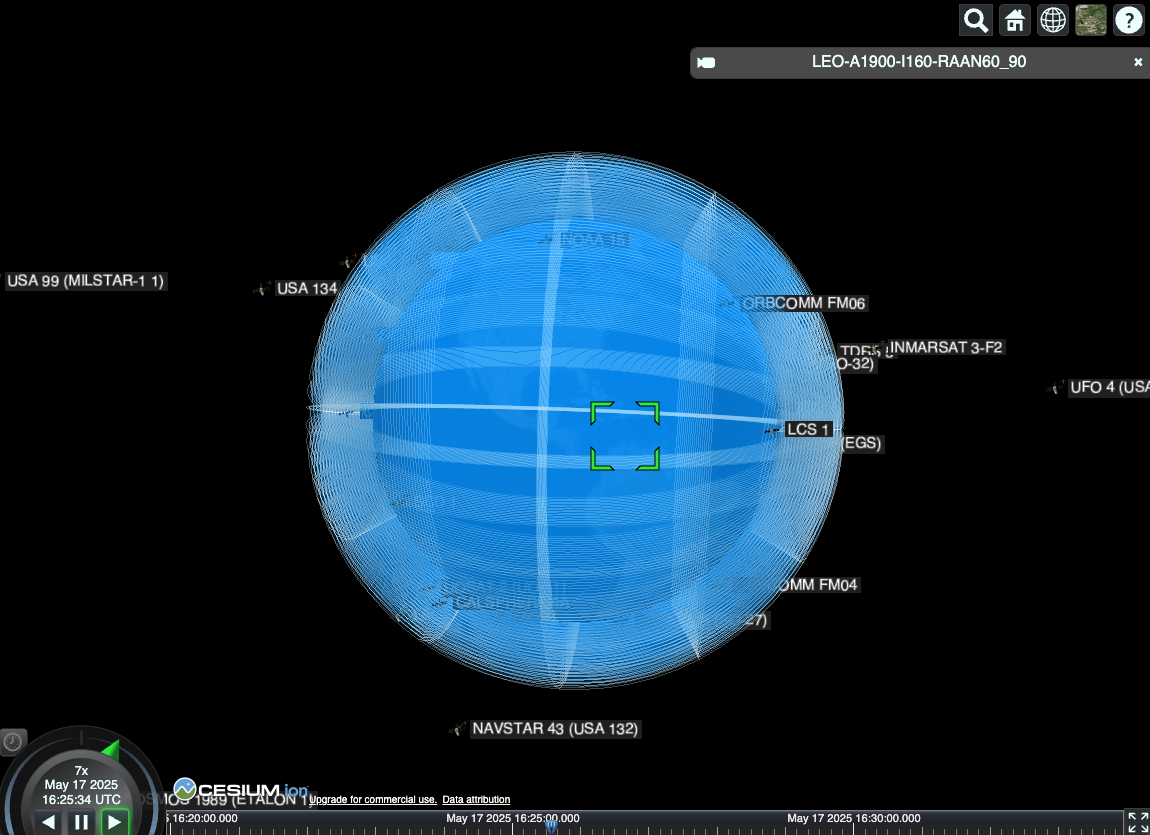 LEO-A1900-I160-RAAN60_90
NOAA 15
USA 99 (MILSTAR-1 1)
USA 134
ORBCOMM FM06
INMARSAT 3-F2
O-32)
UFO 4 (USA
LCS 1
(EGS)
OMM FM04
27)
NAVSTAR 43 (USA 132)
7x
May 17 2025
16:25:34 UTC
CESIUM ion
OSMOS 1989 (ETALON 1)
Upgrade for commercial use. Data attribution
16:20:00.000
May 17 2025 16:25:00.000
May 17 2025 16:30:00.000